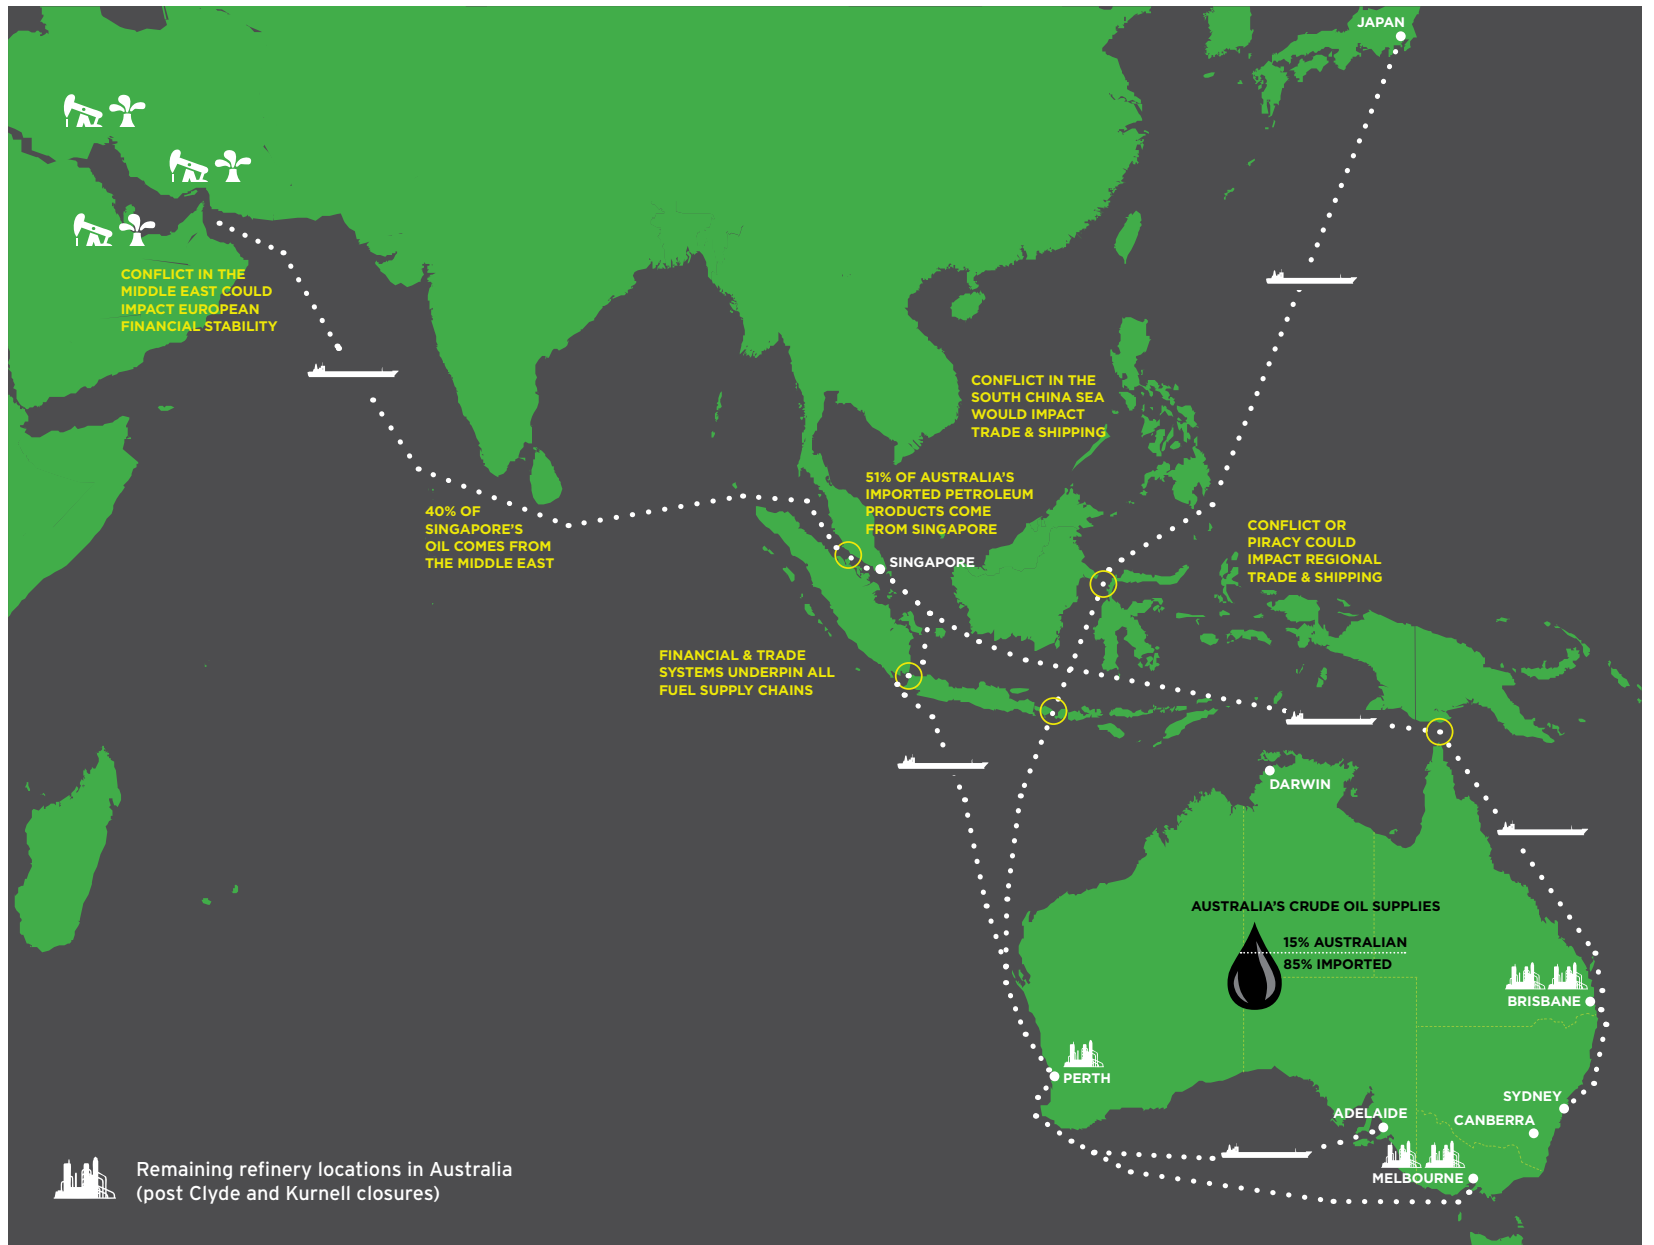 JAPAN
CONFLICT IN THE
MIDDLE EAST COULD
IMPACT EUROPEAN
FINANCIAL STABILITY
CONFLICT IN THE
SOUTH CHINA SEA
WOULD IMPACT
TRADE & SHIPPING
51% OF AUSTRALIA’S
IMPORTED PETROLEUM
PRODUCTS COME
FROM SINGAPORE
40% OF
SINGAPORE’S
OIL COMES FROM
THE MIDDLE EAST
CONFLICT OR
PIRACY COULD
IMPACT REGIONAL
TRADE & SHIPPING
SINGAPORE
FINANCIAL & TRADE
SYSTEMS UNDERPIN ALL
FUEL SUPPLY CHAINS
DARWIN
AUSTRALIA’S CRUDE OIL SUPPLIES
15% AUSTRALIAN
85% IMPORTED
BRISBANE
PERTH
SYDNEY
ADELAIDE
CANBERRA
MELBOURNE
Remaining refinery locations in Australia
(post Clyde and Kurnell closures)